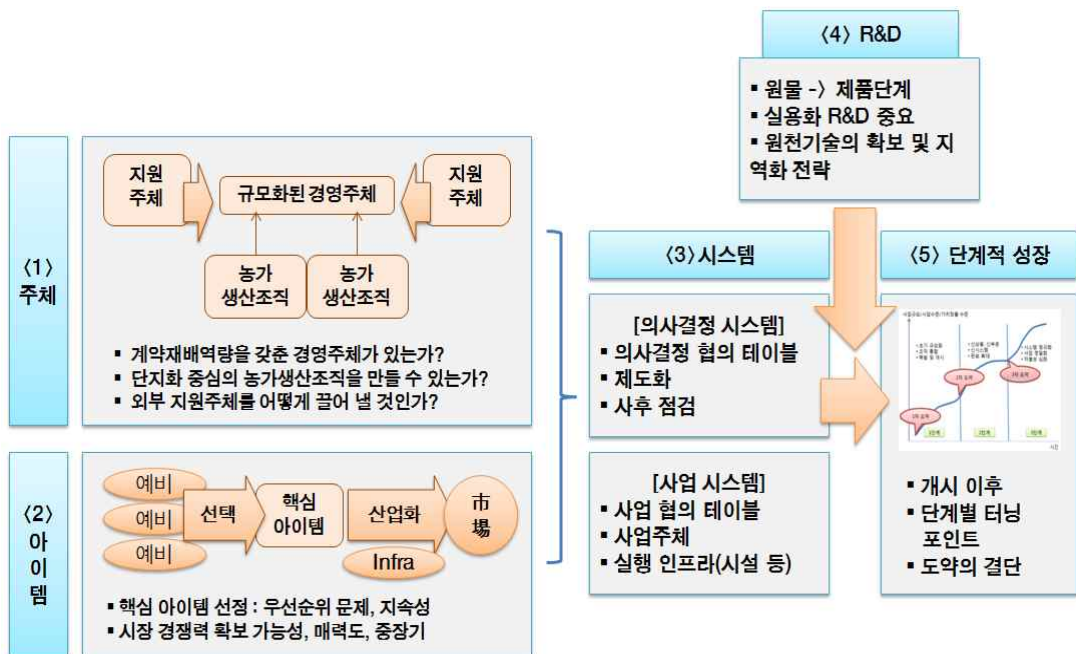 〈1〉
주체
지원
주체
규모화된 경영주체
지원
주체
농가
생산조직
농가
생산조직
▪ 계약재배역량을 갖춘 경영주체가 있는가?
▪ 단지화 중심의 농가생산조직을 만들 수 있는가?
▪ 외부 지원주체를 어떻게 끌어 낼 것인가?
〈2〉
아
이
템
예비
예비
예비
선택
핵심
아이템
산업화
Infra
市
場
▪ 핵심 아이템 선정 : 우선순위 문제, 지속성
▪ 시장 경쟁력 확보 가능성, 매력도, 중장기
〈3〉시스템
[의사결정 시스템]
▪ 의사결정 협의 테이블
▪ 제도화
▪ 사후 점검
[사업 시스템]
▪ 사업 협의 테이블
▪ 사업주체
▪ 실행 인프라(시설 등)
〈4〉 R&D
▪ 원물 -〉 제품단계
▪ 실용화 R&D 중요
▪ 원천기술의 확보 및 지
역화 전략
〈5〉 단계적 성장
1단계
2단계
3단계
시간
▪ 개시 이후
▪ 단계별 터닝
포인트
▪ 도약의 결단